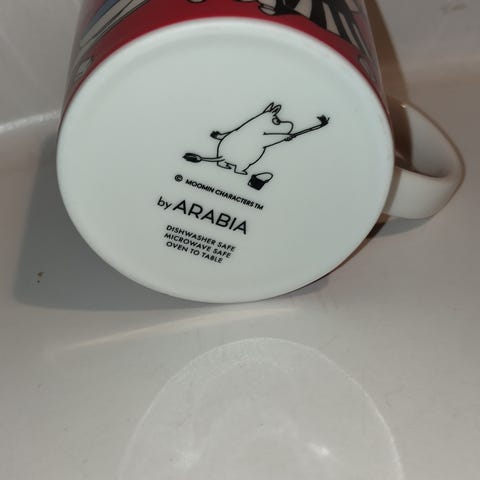 © MOOMIN CHARACTERS™
by ARABIA
DISHWASHER SAFE
MICROWAVE SAFE
OVEN TO TABLE